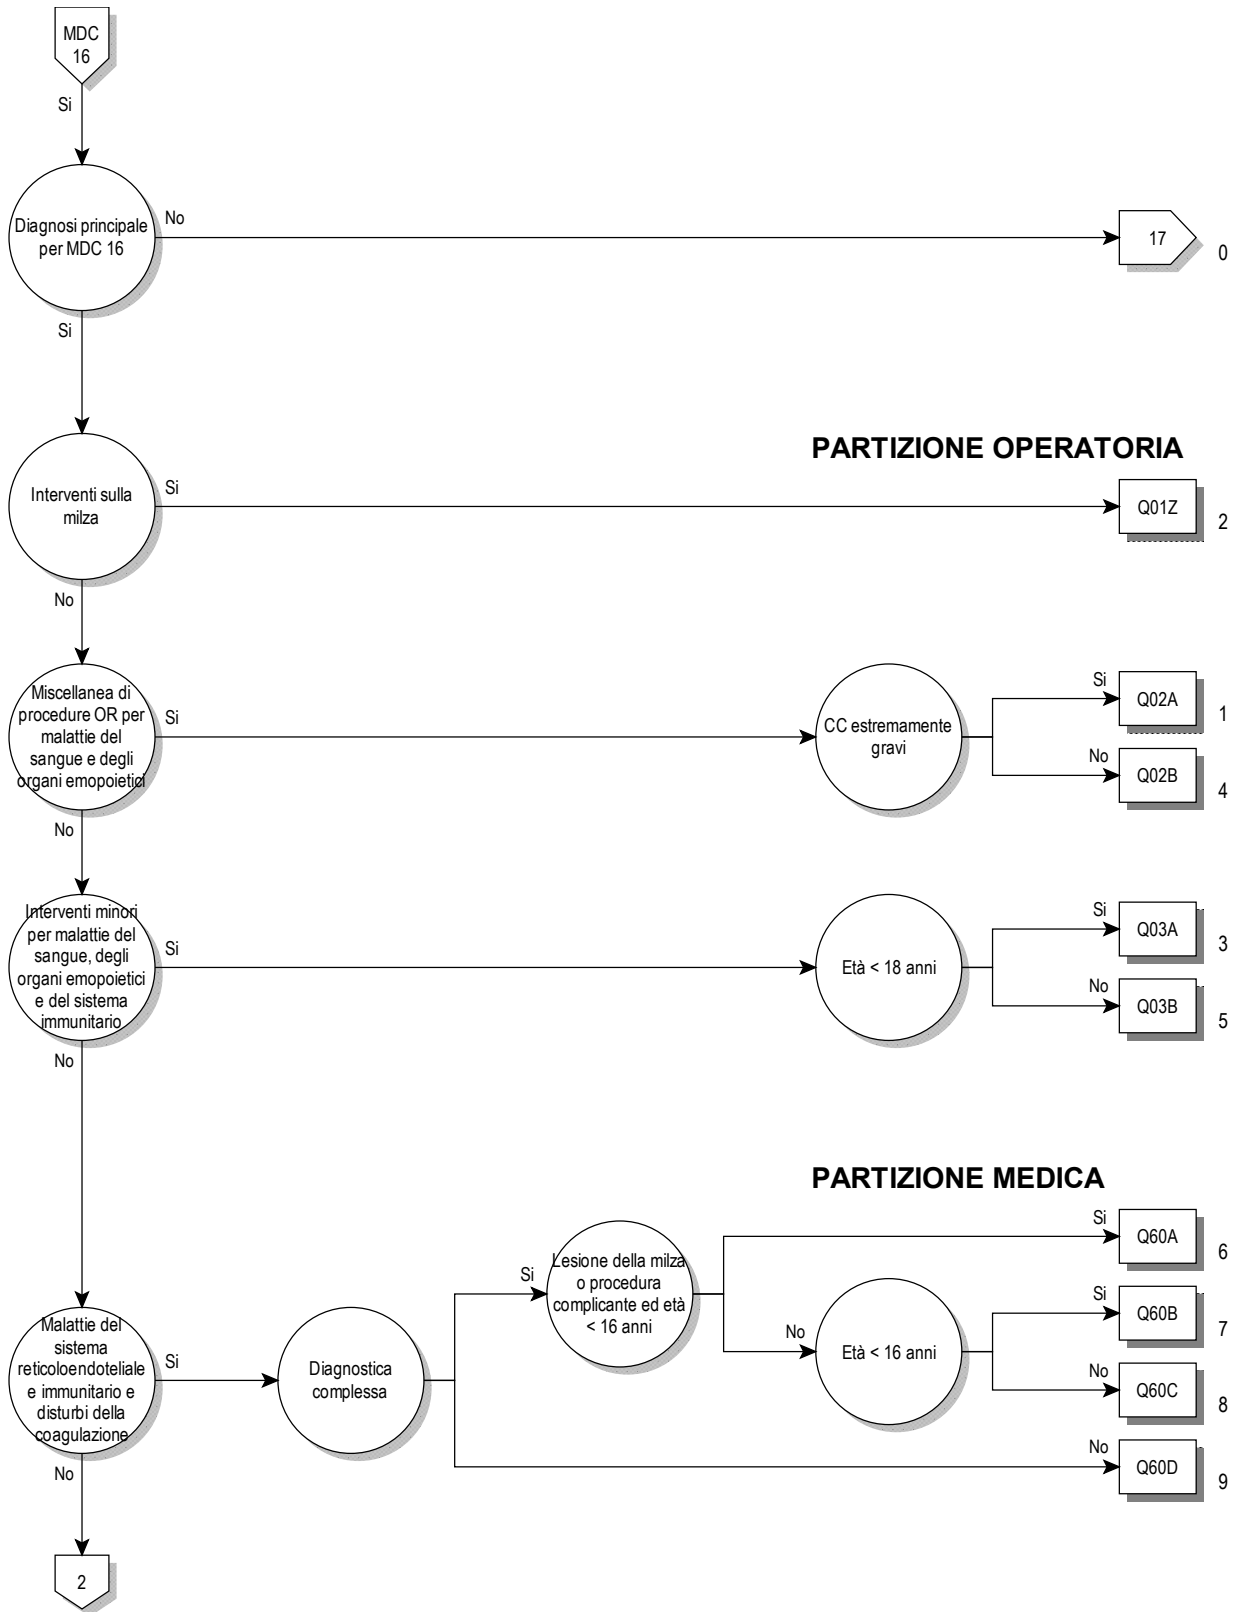 MDC
16
Si
Diagnosi principale
per MDC 16
No
17
0
Si
PARTIZIONE OPERATORIA
Interventi sulla
milza
Si
Q01Z
2
No
Miscellanea di
procedure OR per
malattie del
sangue e degli
organi emopoietici
Si
CC estremamente
gravi
Si
Q02A
1
No
Q02B
4
No
Interventi minori
per malattie del
sangue, degli
organi emopoietici
e del sistema
immunitario
Si
Età < 18 anni
Si
Q03A
3
No
Q03B
5
No
PARTIZIONE MEDICA
Malattie del
sistema
reticoloendoteliale
e immunitario e
disturbi della
coagulazione
Si
Diagnostica
complessa
Si
Lesione della milza
o procedura
complicante ed età
< 16 anni
Si
Q60A
6
No
Età < 16 anni
Si
Q60B
7
No
Q60C
8
No
Q60D
9
No
2